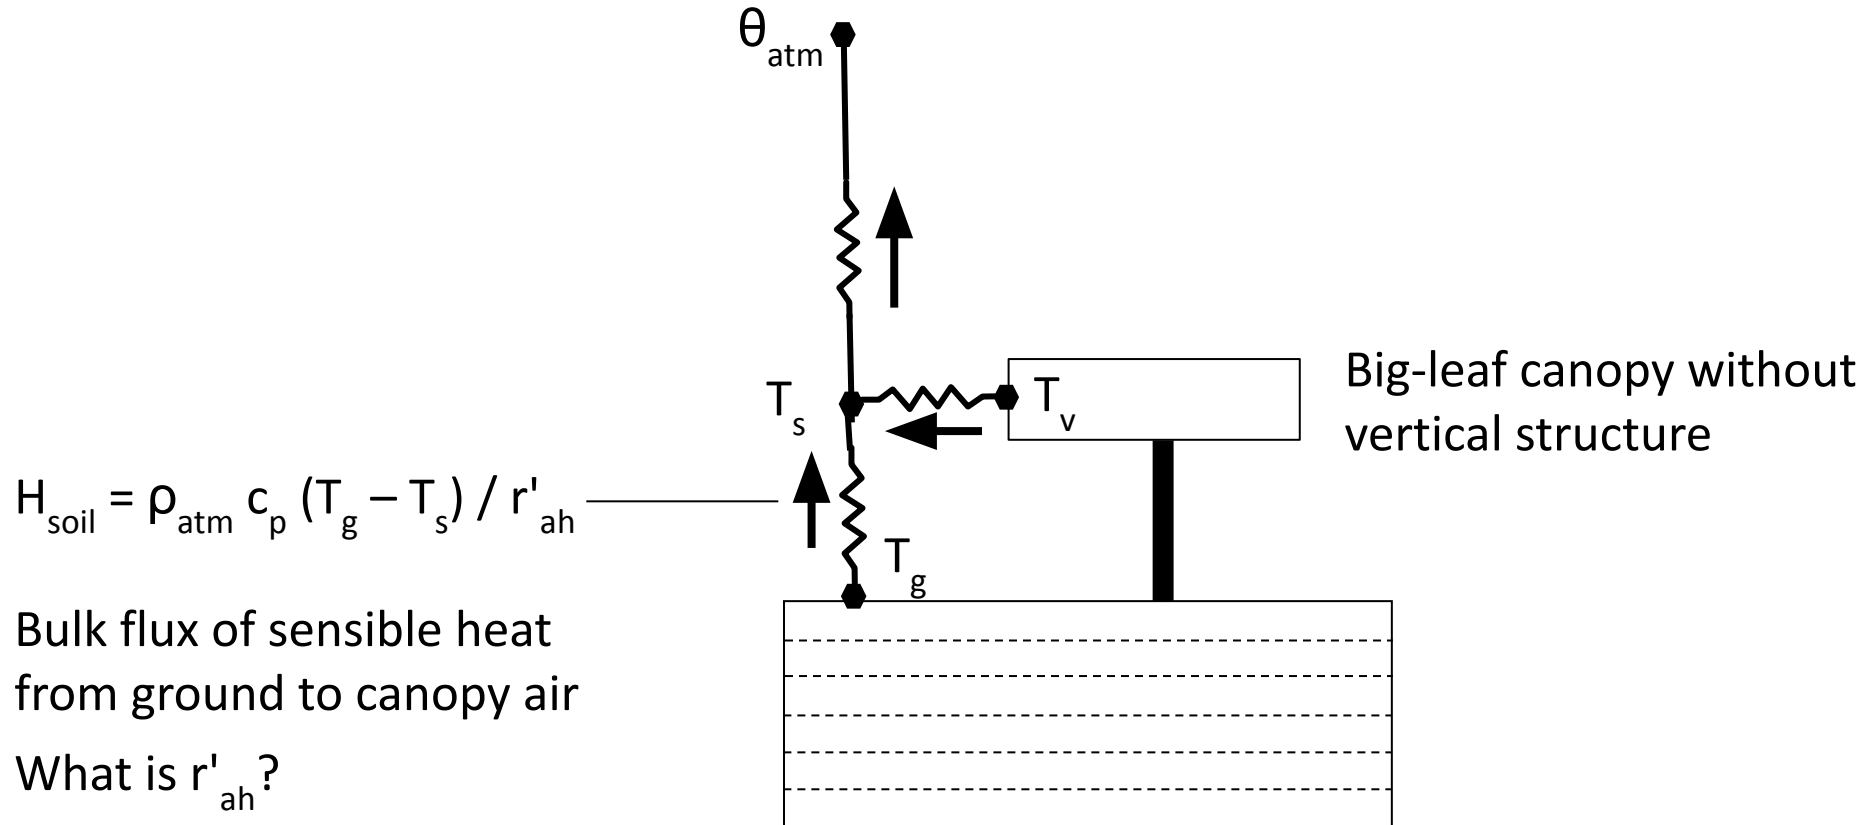 θatm
Ts
Tv
Big-leaf canopy without
vertical structure
Hsoil = ρatm cp (Tg – Ts) / r'ah
Tg
Bulk flux of sensible heat
from ground to canopy air
What is r'ah?